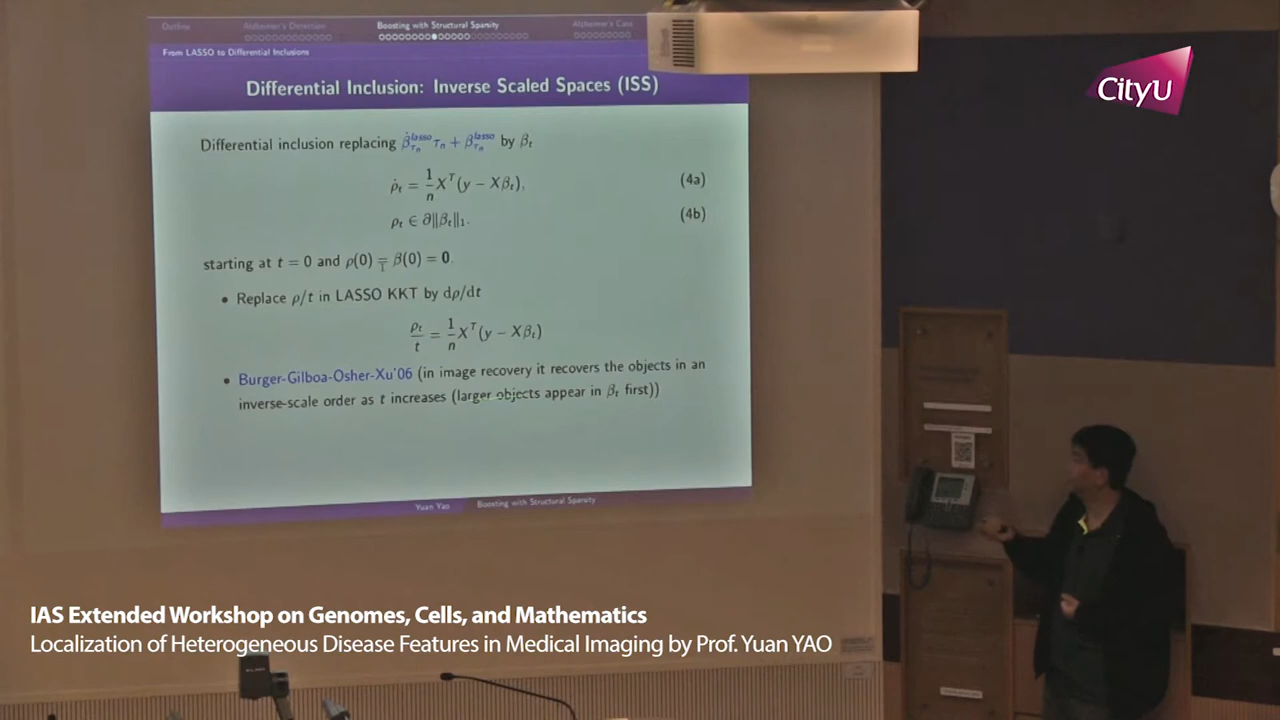 Outline Alzheimer's Detection Boosting with Structural Sparsity Alzheimer's Case
From LASSO to Differential Inclusions
Differential Inclusion: Inverse Scaled Spaces (ISS)
Differential inclusion replacing β̇^lasso_τn τn + β^lasso_τn by βt
ρ̇t = 1/n X^T(y − Xβt), (4a)
ρt ∈ ∂‖βt‖1. (4b)
starting at t = 0 and ρ(0) = β(0) = 0.
• Replace ρ/t in LASSO KKT by dρ/dt
ρt/t = 1/n X^T(y − Xβt)
• Burger-Gilboa-Osher-Xu'06 (in image recovery it recovers the objects in an
inverse-scale order as t increases (larger objects appear in βt first))
Yuan Yao Boosting with Structural Sparsity
CityU
IAS Extended Workshop on Genomes, Cells, and Mathematics
Localization of Heterogeneous Disease Features in Medical Imaging by Prof. Yuan YAO